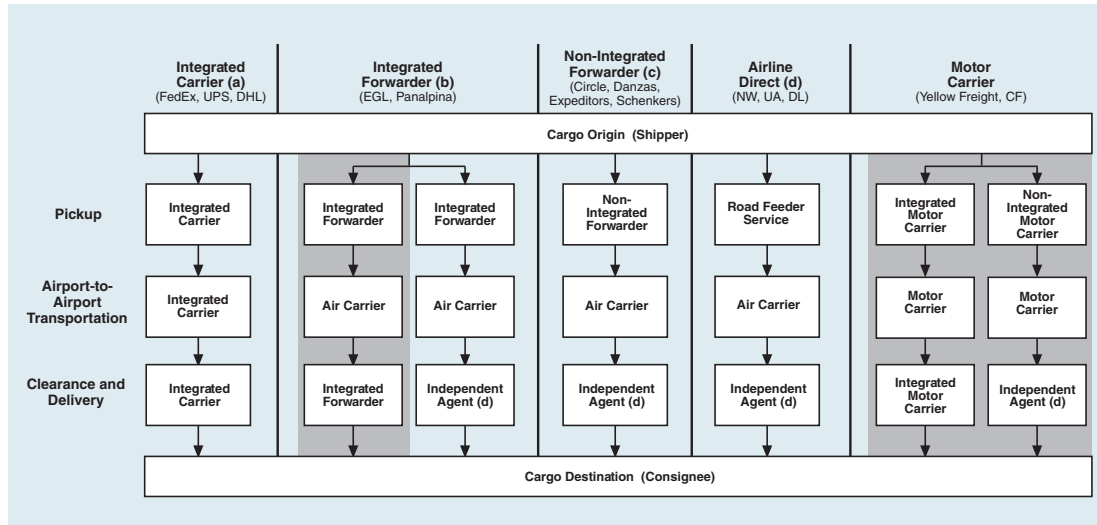 Integrated
Carrier (a)
(FedEx, UPS, DHL)
Integrated
Forwarder (b)
(EGL, Panalpina)
Non-Integrated
Forwarder (c)
(Circle, Danzas,
Expeditors, Schenkers)
Airline
Direct (d)
(NW, UA, DL)
Motor
Carrier
(Yellow Freight, CF)
Cargo Origin (Shipper)
Pickup
Integrated
Carrier
Integrated
Forwarder
Integrated
Forwarder
Non-
Integrated
Forwarder
Road Feeder
Service
Integrated
Motor
Carrier
Non-
Integrated
Motor
Carrier
Airport-to-
Airport
Transportation
Integrated
Carrier
Air Carrier
Air Carrier
Air Carrier
Air Carrier
Motor
Carrier
Motor
Carrier
Clearance and
Delivery
Integrated
Carrier
Integrated
Forwarder
Independent
Agent (d)
Independent
Agent (d)
Independent
Agent (d)
Integrated
Motor
Carrier
Independent
Agent (d)
Cargo Destination (Consignee)